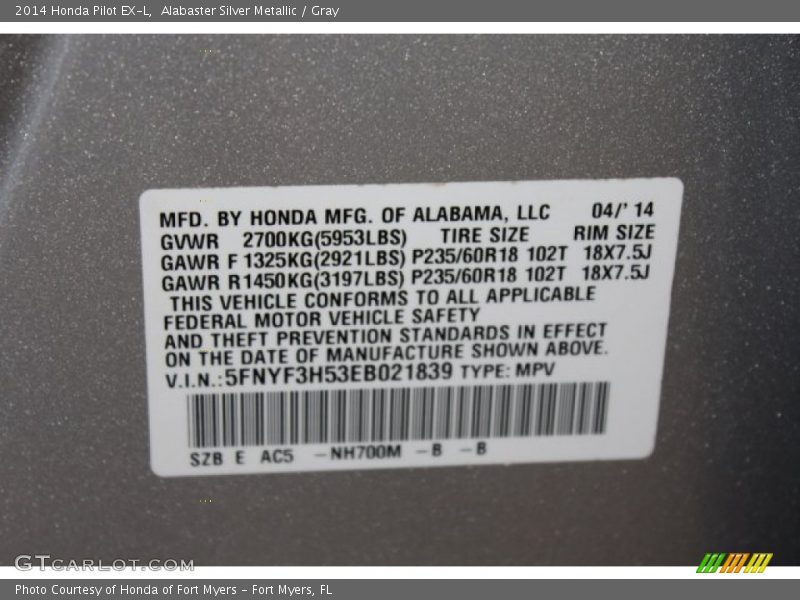 2014 Honda Pilot EX-L, Alabaster Silver Metallic / Gray
MFD. BY HONDA MFG. OF ALABAMA, LLC 04/' 14
GVWR 2700KG(5953LBS) TIRE SIZE RIM SIZE
GAWR F 1325KG(2921LBS) P235/60R18 102T 18X7.5J
GAWR R 1450KG(3197LBS) P235/60R18 102T 18X7.5J
THIS VEHICLE CONFORMS TO ALL APPLICABLE
FEDERAL MOTOR VEHICLE SAFETY
AND THEFT PREVENTION STANDARDS IN EFFECT
ON THE DATE OF MANUFACTURE SHOWN ABOVE.
V.I.N.:5FNYF3H53EB021839 TYPE: MPV
SZB E AC5 -NH700M -B -B
GTCARLOT.COM
Photo Courtesy of Honda of Fort Myers - Fort Myers, FL